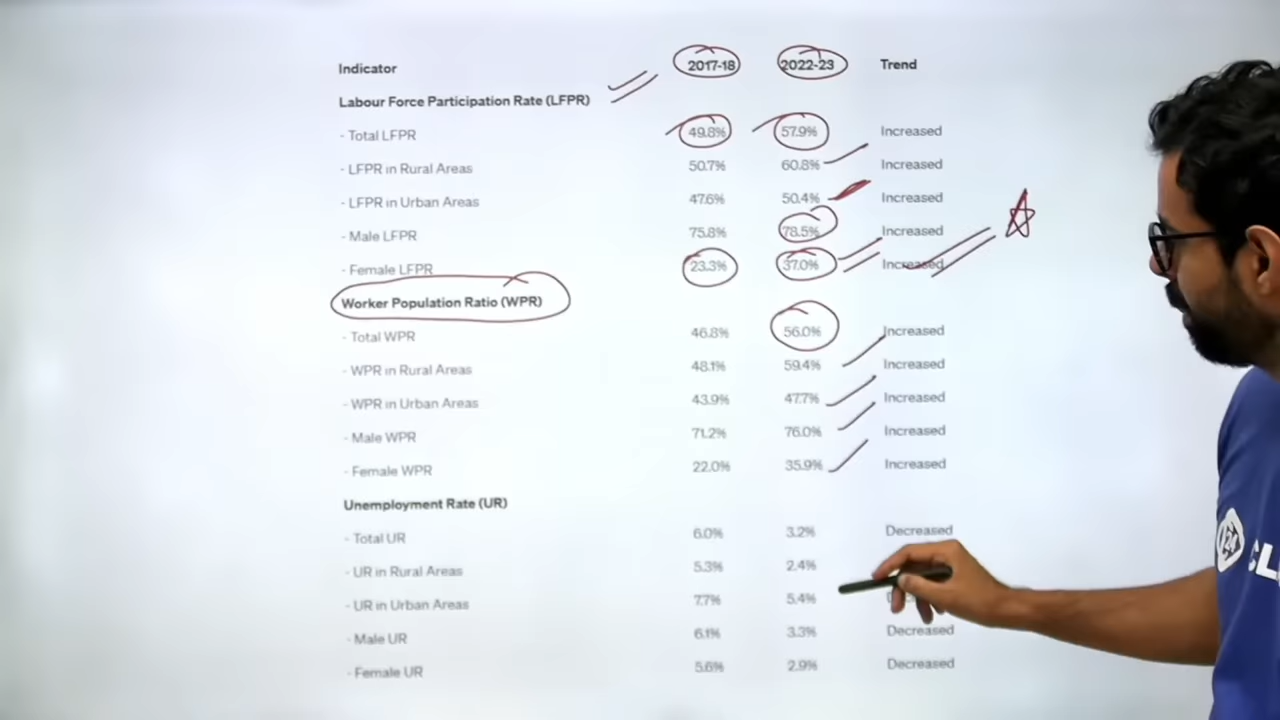 Indicator 2017-18 2022-23 Trend
Labour Force Participation Rate (LFPR)
- Total LFPR 49.8% 57.9% Increased
- LFPR in Rural Areas 50.7% 60.8% Increased
- LFPR in Urban Areas 47.6% 50.4% Increased
- Male LFPR 75.8% 78.5% Increased
- Female LFPR 23.3% 37.0% Increased
Worker Population Ratio (WPR)
- Total WPR 46.8% 56.0% Increased
- WPR in Rural Areas 48.1% 59.4% Increased
- WPR in Urban Areas 43.9% 47.7% Increased
- Male WPR 71.2% 76.0% Increased
- Female WPR 22.0% 35.9% Increased
Unemployment Rate (UR)
- Total UR 6.0% 3.2% Decreased
- UR in Rural Areas 5.3% 2.4%
- UR in Urban Areas 7.7% 5.4%
- Male UR 6.1% 3.3% Decreased
- Female UR 5.6% 2.9% Decreased